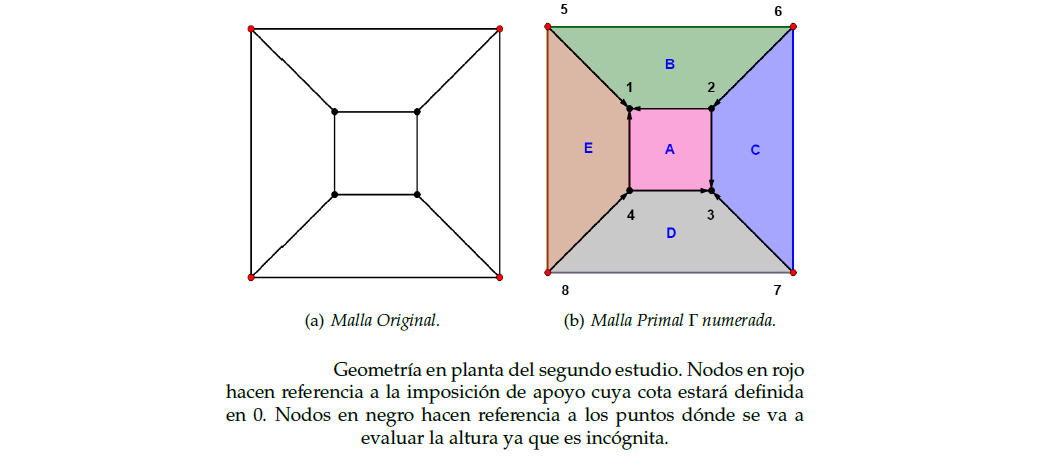 5
6
B
1
2
E
A
C
4
3
D
8
7
(a) Malla Original.
(b) Malla Primal Γ numerada.
Geometría en planta del segundo estudio. Nodos en rojo
hacen referencia a la imposición de apoyo cuya cota estará definida
en 0. Nodos en negro hacen referencia a los puntos dónde se va a
evaluar la altura ya que es incógnita.